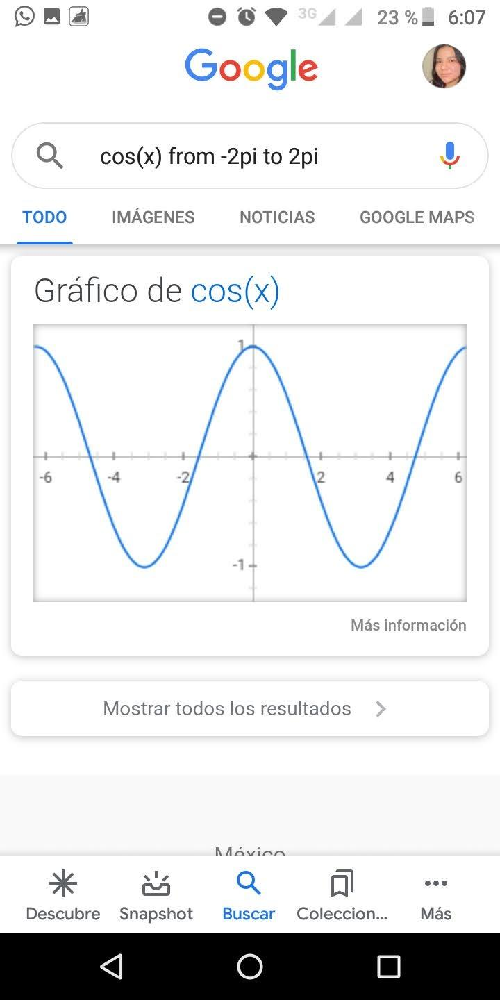 3G 23 % 6:07
Google
cos(x) from -2pi to 2pi
TODO IMÁGENES NOTICIAS GOOGLE MAPS
Gráfico de cos(x)
1
-6 -4 -2 2 4 6
-1
Más información
Mostrar todos los resultados
México
Descubre Snapshot Buscar Coleccion... Más